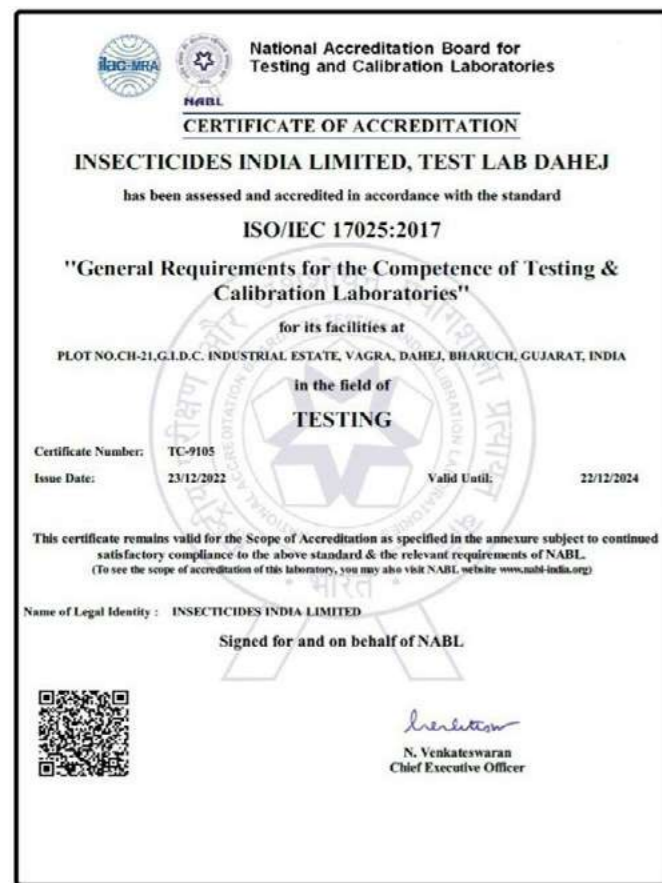 ilac-MRA
NABL
National Accreditation Board for
Testing and Calibration Laboratories
CERTIFICATE OF ACCREDITATION
INSECTICIDES INDIA LIMITED, TEST LAB DAHEJ
has been assessed and accredited in accordance with the standard
ISO/IEC 17025:2017
"General Requirements for the Competence of Testing &
Calibration Laboratories"
for its facilities at
PLOT NO.CH-21,G.I.D.C. INDUSTRIAL ESTATE, VAGRA, DAHEJ, BHARUCH, GUJARAT, INDIA
in the field of
TESTING
Certificate Number: TC-9105
Issue Date: 23/12/2022 Valid Until: 22/12/2024
This certificate remains valid for the Scope of Accreditation as specified in the annexure subject to continued
satisfactory compliance to the above standard & the relevant requirements of NABL.
(To see the scope of accreditation of this laboratory, you may also visit NABL website www.nabl-india.org)
भारत
Name of Legal Identity : INSECTICIDES INDIA LIMITED
Signed for and on behalf of NABL
N. Venkateswaran
Chief Executive Officer